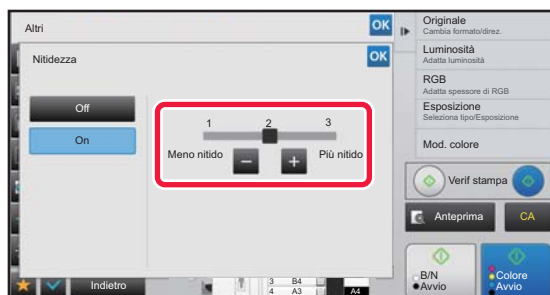 Altri
OK
Nitidezza
OK
Off
On
1 2 3
Meno nitido
Più nitido
Indietro
3 B4
4 A3
A4
Originale
Cambia formato/direz.
Luminosità
Adatta luminosità
RGB
Adatta spessore di RGB
Esposizione
Seleziona tipo/Esposizione
Mod. colore
Verif stampa
Anteprima
CA
B/N
Avvio
Colore
Avvio